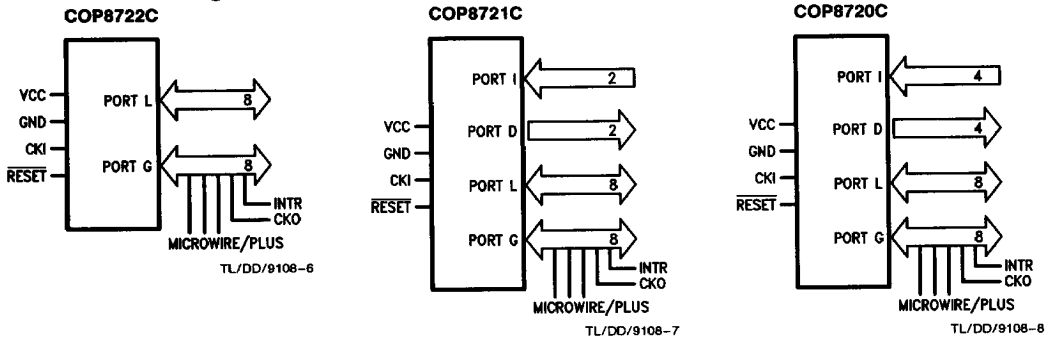 COP8722C
VCC
GND
CKI
RESET
PORT L
8
PORT G
8
INTR
CKO
MICROWIRE/PLUS
TL/DD/9108-6
COP8721C
VCC
GND
CKI
RESET
PORT I
2
PORT D
2
PORT L
8
PORT G
8
INTR
CKO
MICROWIRE/PLUS
TL/DD/9108-7
COP8720C
VCC
GND
CKI
RESET
PORT I
4
PORT D
4
PORT L
8
PORT G
8
INTR
CKO
MICROWIRE/PLUS
TL/DD/9108-8